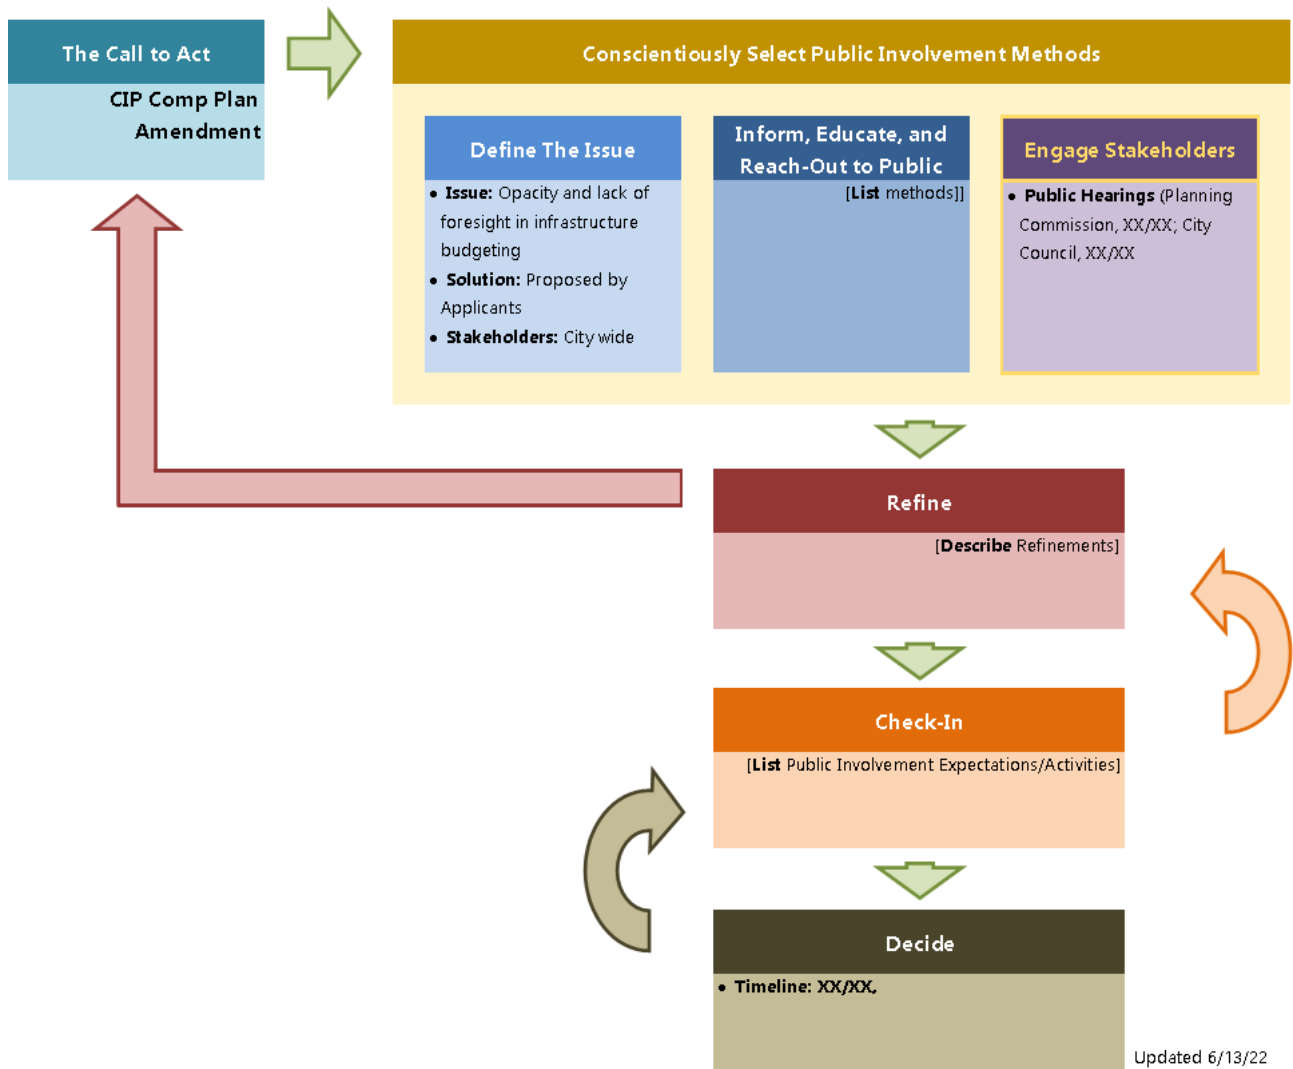 The Call to Act
CIP Comp Plan
Amendment
Conscientiously Select Public Involvement Methods
Define The Issue
• Issue: Opacity and lack of
foresight in infrastructure
budgeting
• Solution: Proposed by
Applicants
• Stakeholders: City wide
Inform, Educate, and
Reach-Out to Public
[List methods]]
Engage Stakeholders
• Public Hearings (Planning
Commission, XX/XX; City
Council, XX/XX
Refine
[Describe Refinements]
Check-In
[List Public Involvement Expectations/Activities]
Decide
• Timeline: XX/XX,
Updated 6/13/22